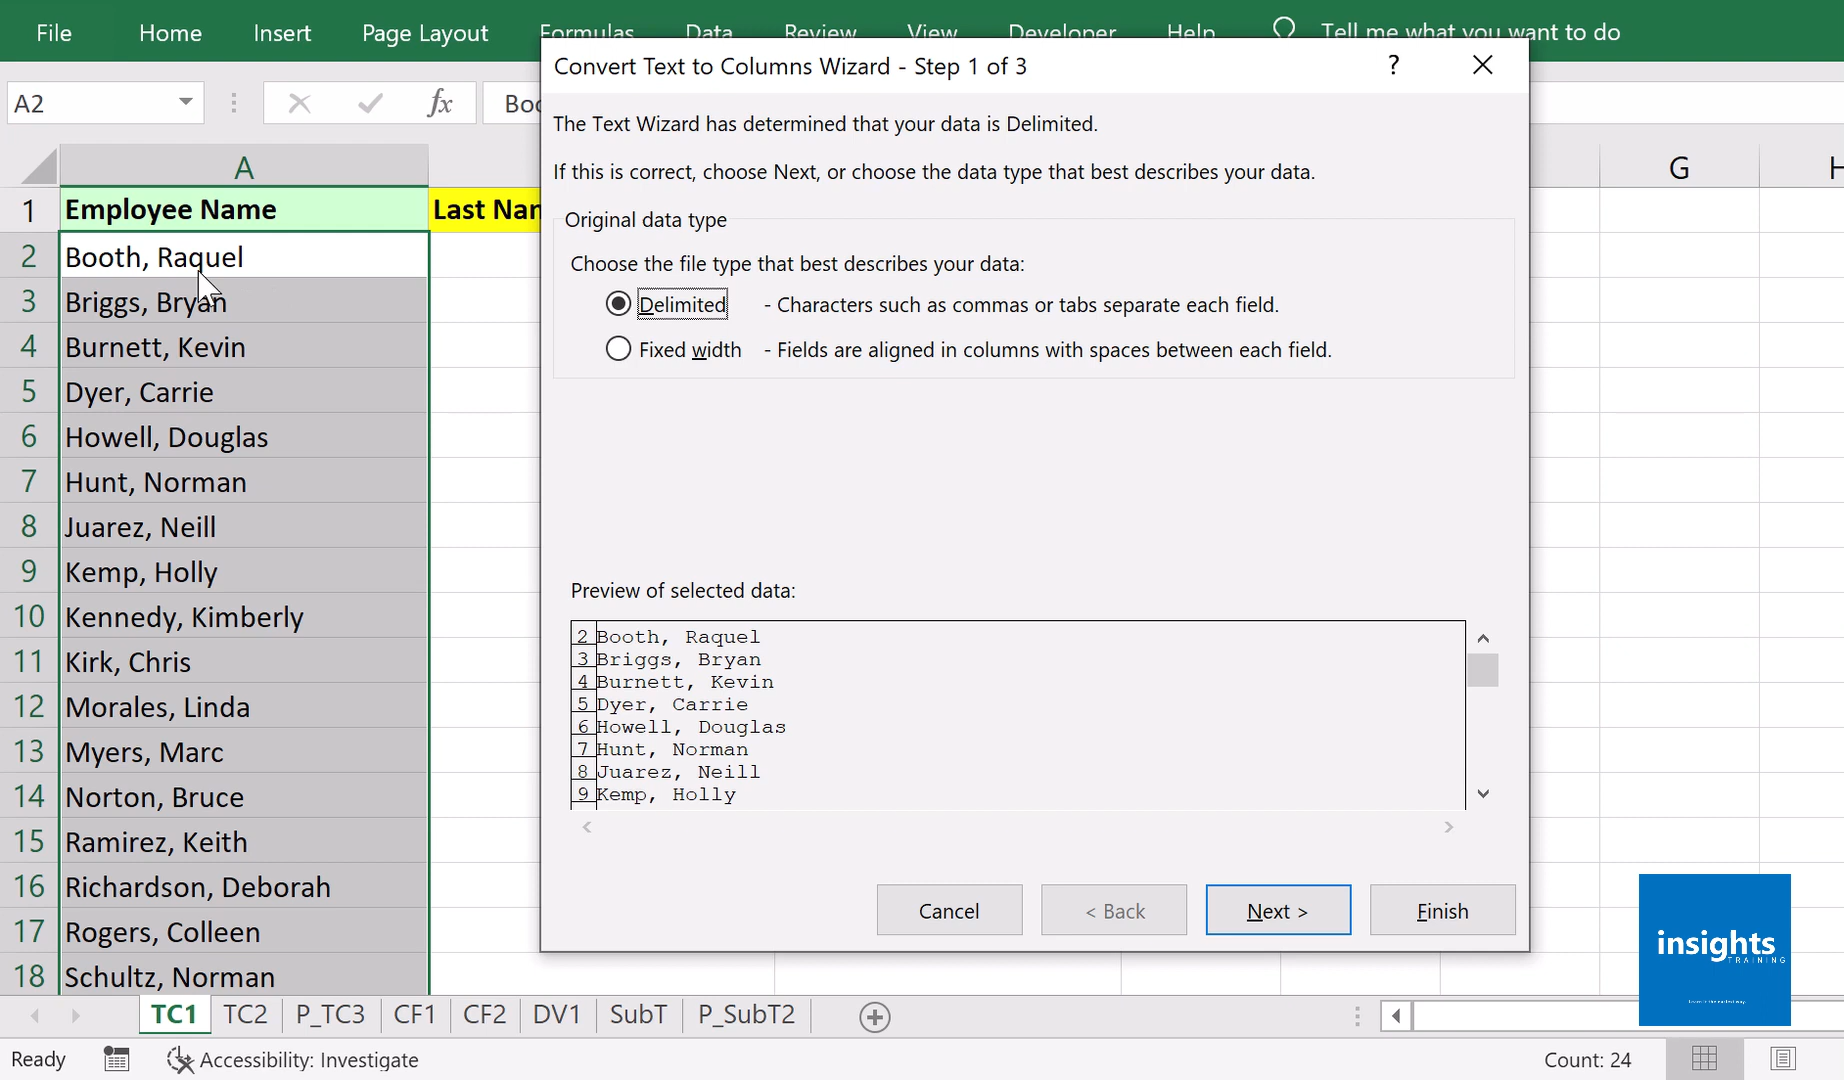 File Home Insert Page Layout Formulas Data Review View Developer Help Tell me what you want to do
Convert Text to Columns Wizard - Step 1 of 3 ?
A2 fx Boo
The Text Wizard has determined that your data is Delimited.
If this is correct, choose Next, or choose the data type that best describes your data.
Original data type
Choose the file type that best describes your data:
Delimited - Characters such as commas or tabs separate each field.
Fixed width - Fields are aligned in columns with spaces between each field.
Preview of selected data:
2 Booth, Raquel
3 Briggs, Bryan
4 Burnett, Kevin
5 Dyer, Carrie
6 Howell, Douglas
7 Hunt, Norman
8 Juarez, Neill
9 Kemp, Holly
Cancel < Back Next > Finish
A G H
1 Employee Name Last Nan
2 Booth, Raquel
3 Briggs, Bryan
4 Burnett, Kevin
5 Dyer, Carrie
6 Howell, Douglas
7 Hunt, Norman
8 Juarez, Neill
9 Kemp, Holly
10 Kennedy, Kimberly
11 Kirk, Chris
12 Morales, Linda
13 Myers, Marc
14 Norton, Bruce
15 Ramirez, Keith
16 Richardson, Deborah
17 Rogers, Colleen
18 Schultz, Norman
insights
TRAINING
TC1 TC2 P_TC3 CF1 CF2 DV1 SubT P_SubT2
Ready Accessibility: Investigate Count: 24